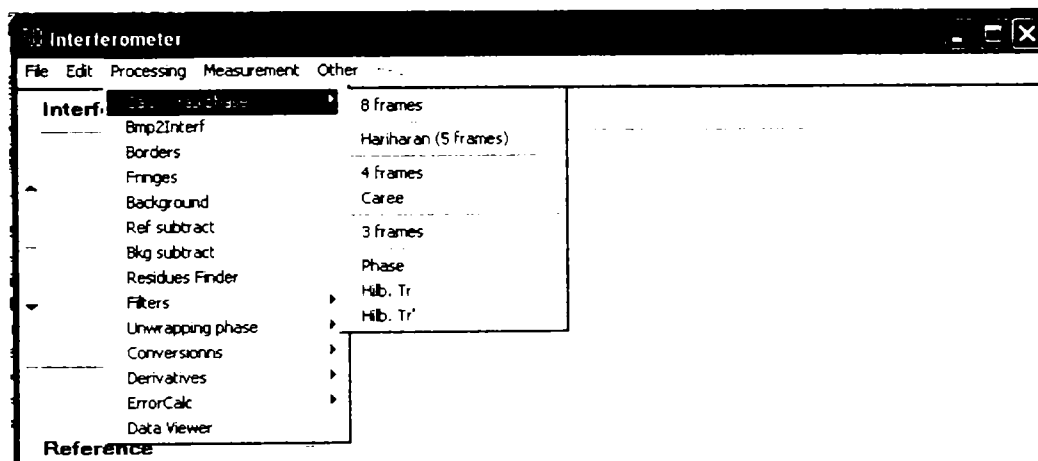 Interferometer
File Edit Processing Measurement Other
Interf
Bmp2Interf
Borders
Fringes
Background
Ref subtract
Bkg subtract
Residues Finder
Filters
Unwrapping phase
Conversionns
Derivatives
ErrorCalc
Data Viewer
8 frames
Hariharan (5 frames)
4 frames
Caree
3 frames
Phase
Hilb. Tr
Hilb. Tr'
Reference